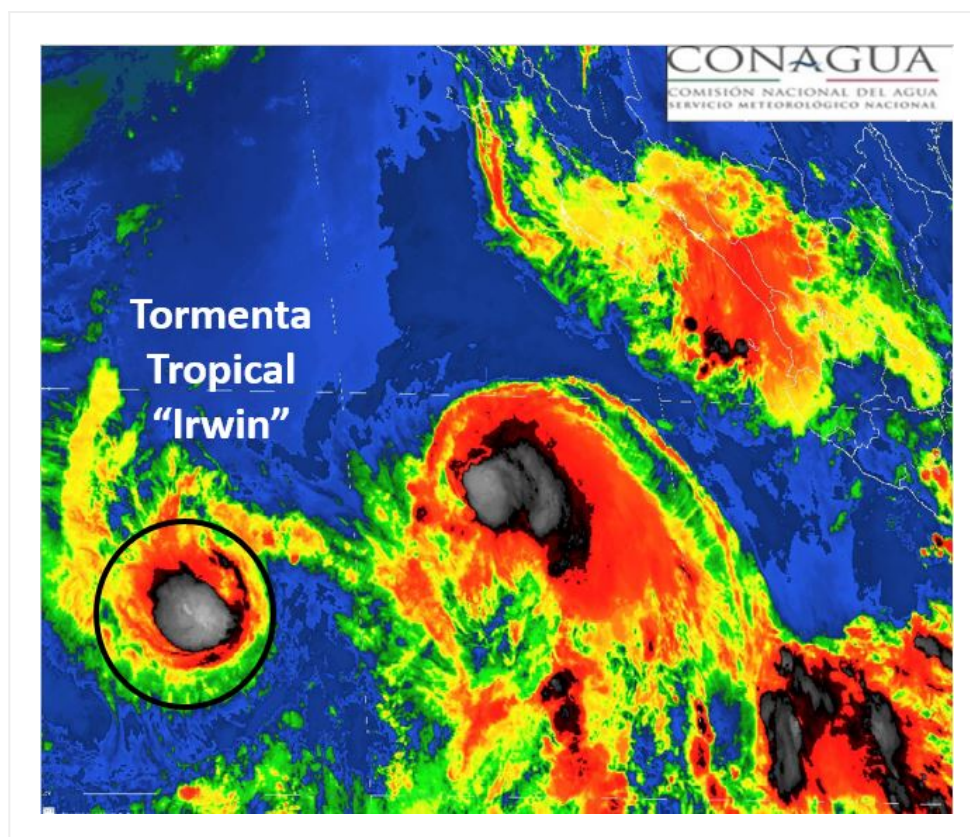 CONAGUA
COMISIÓN NACIONAL DEL AGUA
SERVICIO METEOROLÓGICO NACIONAL
Tormenta
Tropical
“Irwin”